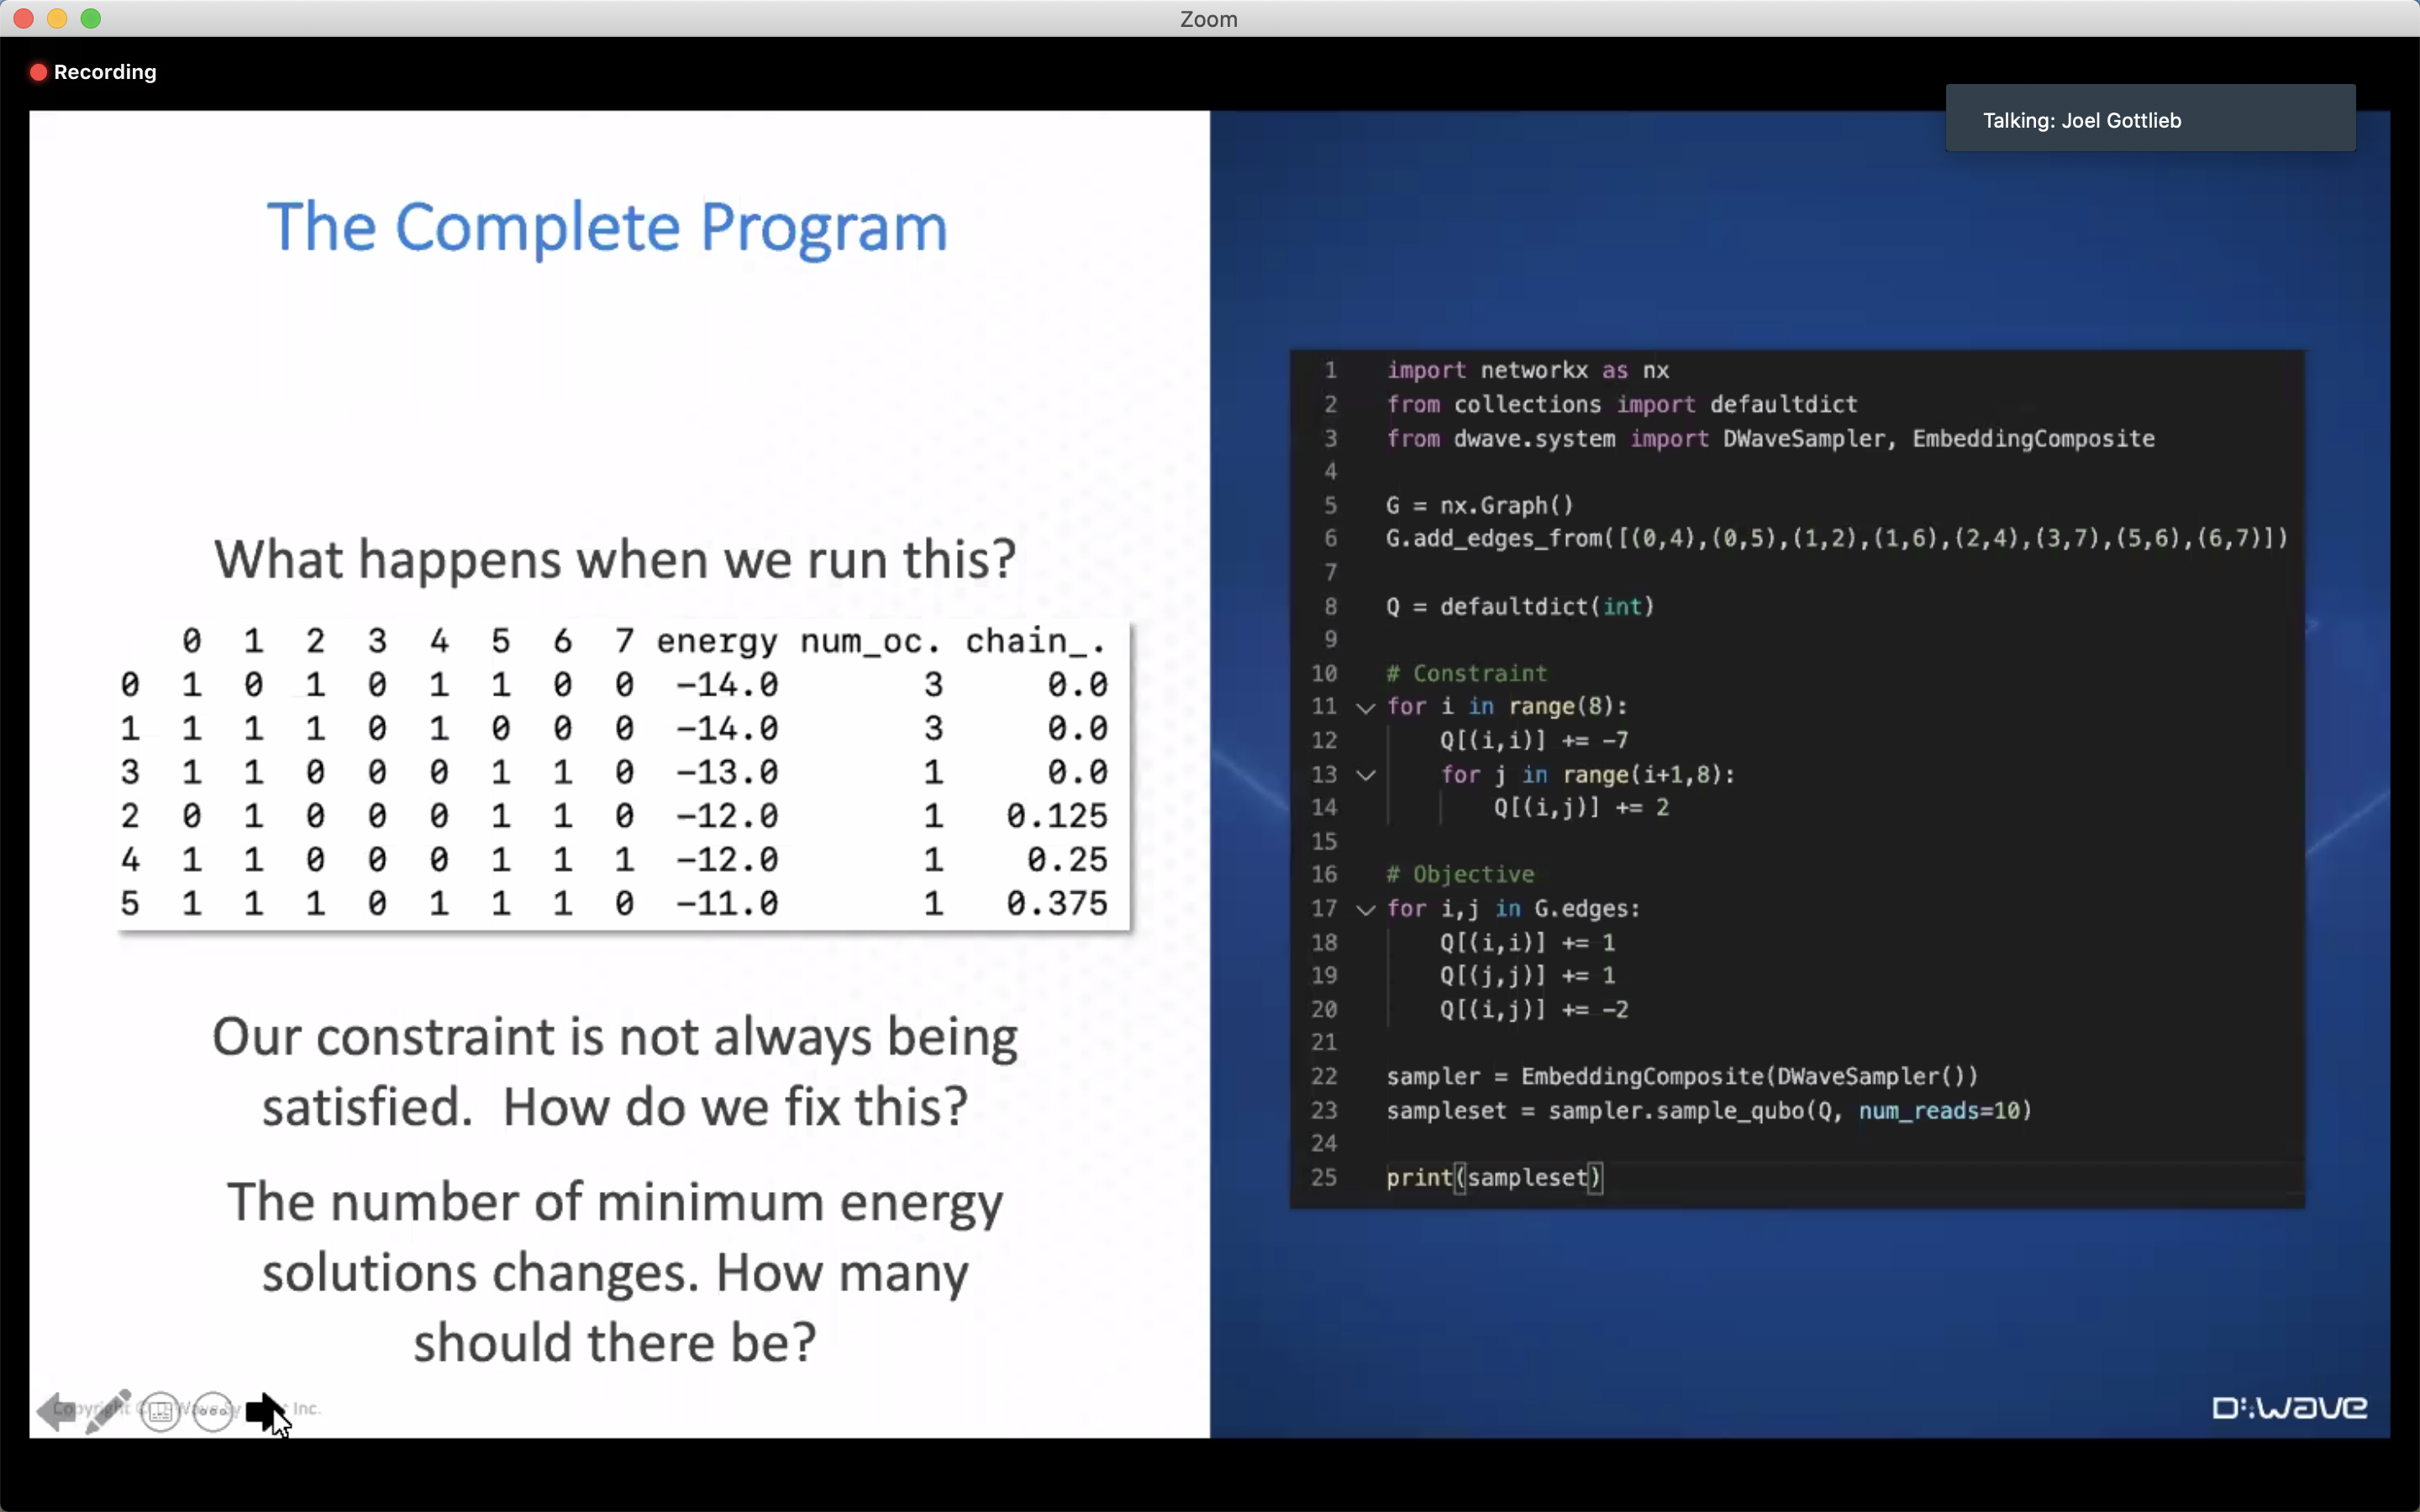 Zoom
Recording
Talking: Joel Gottlieb
The Complete Program
What happens when we run this?
0 1 2 3 4 5 6 7 energy num_oc. chain_.
0 1 0 1 0 1 1 0 0 -14.0 3 0.0
1 1 1 1 0 1 0 0 0 -14.0 3 0.0
3 1 1 0 0 0 1 1 0 -13.0 1 0.0
2 0 1 0 0 0 1 1 0 -12.0 1 0.125
4 1 1 0 0 0 1 1 1 -12.0 1 0.25
5 1 1 1 0 1 1 1 0 -11.0 1 0.375
Our constraint is not always being
satisfied. How do we fix this?
The number of minimum energy
solutions changes. How many
should there be?
Copyright © Inc.
1 import networkx as nx
2 from collections import defaultdict
3 from dwave.system import DWaveSampler, EmbeddingComposite
4
5 G = nx.Graph()
6 G.add_edges_from([(0,4),(0,5),(1,2),(1,6),(2,4),(3,7),(5,6),(6,7)])
7
8 Q = defaultdict(int)
9
10 # Constraint
11 for i in range(8):
12 Q[(i,i)] += -7
13 for j in range(i+1,8):
14 Q[(i,j)] += 2
15
16 # Objective
17 for i,j in G.edges:
18 Q[(i,i)] += 1
19 Q[(j,j)] += 1
20 Q[(i,j)] += -2
21
22 sampler = EmbeddingComposite(DWaveSampler())
23 sampleset = sampler.sample_qubo(Q, num_reads=10)
24
25 print(sampleset)
D:wave